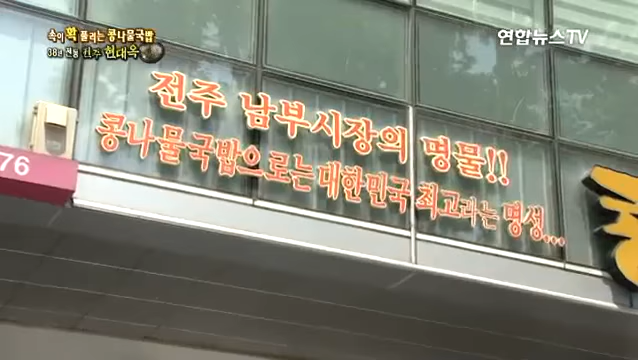 속이 확 풀리는 콩나물국밥
38년 전통 전주 현대옥
연합뉴스TV
전주 남부시장의 명물!!
콩나물국밥으로는 대한민국 최고라는 명성...
76